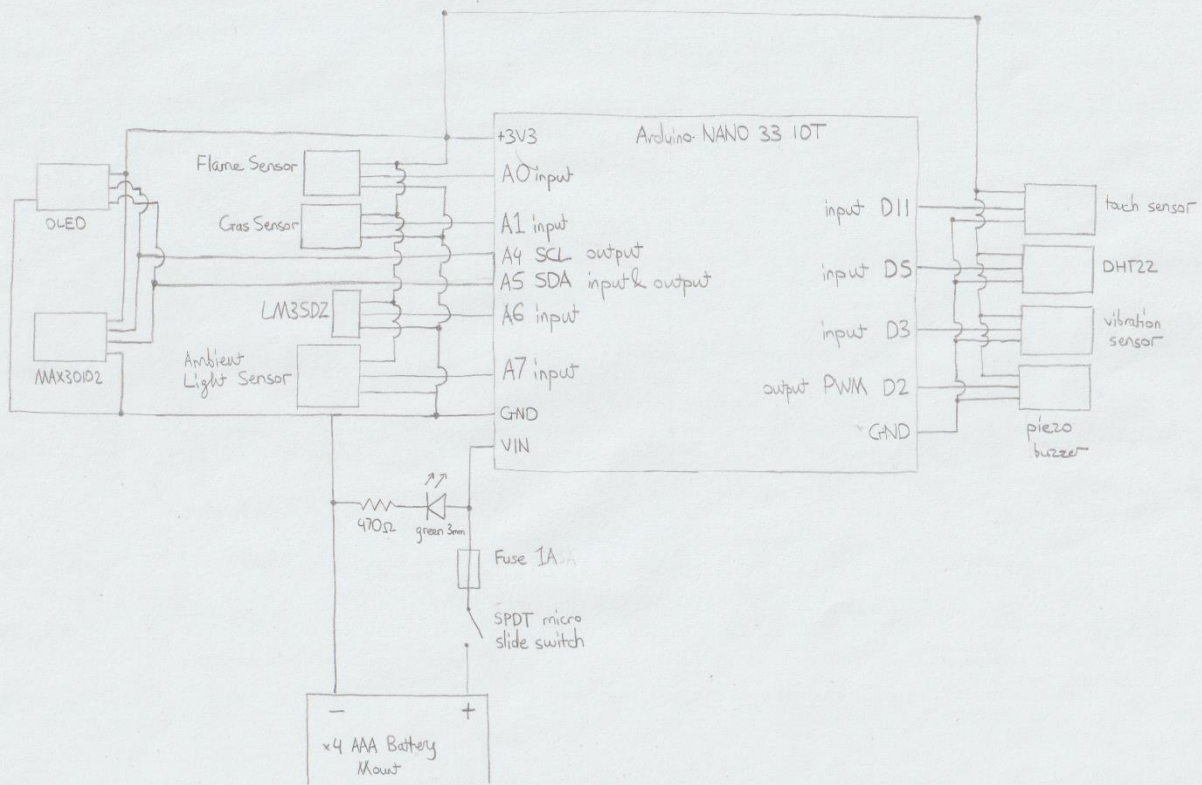 Arduino NANO 33 IOT
+3V3
A0 input
A1 input
A4 SCL output
A5 SDA input & output
A6 input
A7 input
GND
VIN
input D11
input D5
input D3
output PWM D2
GND
Flame Sensor
Gas Sensor
OLED
LM35DZ
MAX30102
Ambient
Light Sensor
touch sensor
DHT22
vibration
sensor
piezo
buzzer
470Ω
green 3mm
Fuse 1A
SPDT micro
slide switch
- +
×4 AAA Battery
Mount